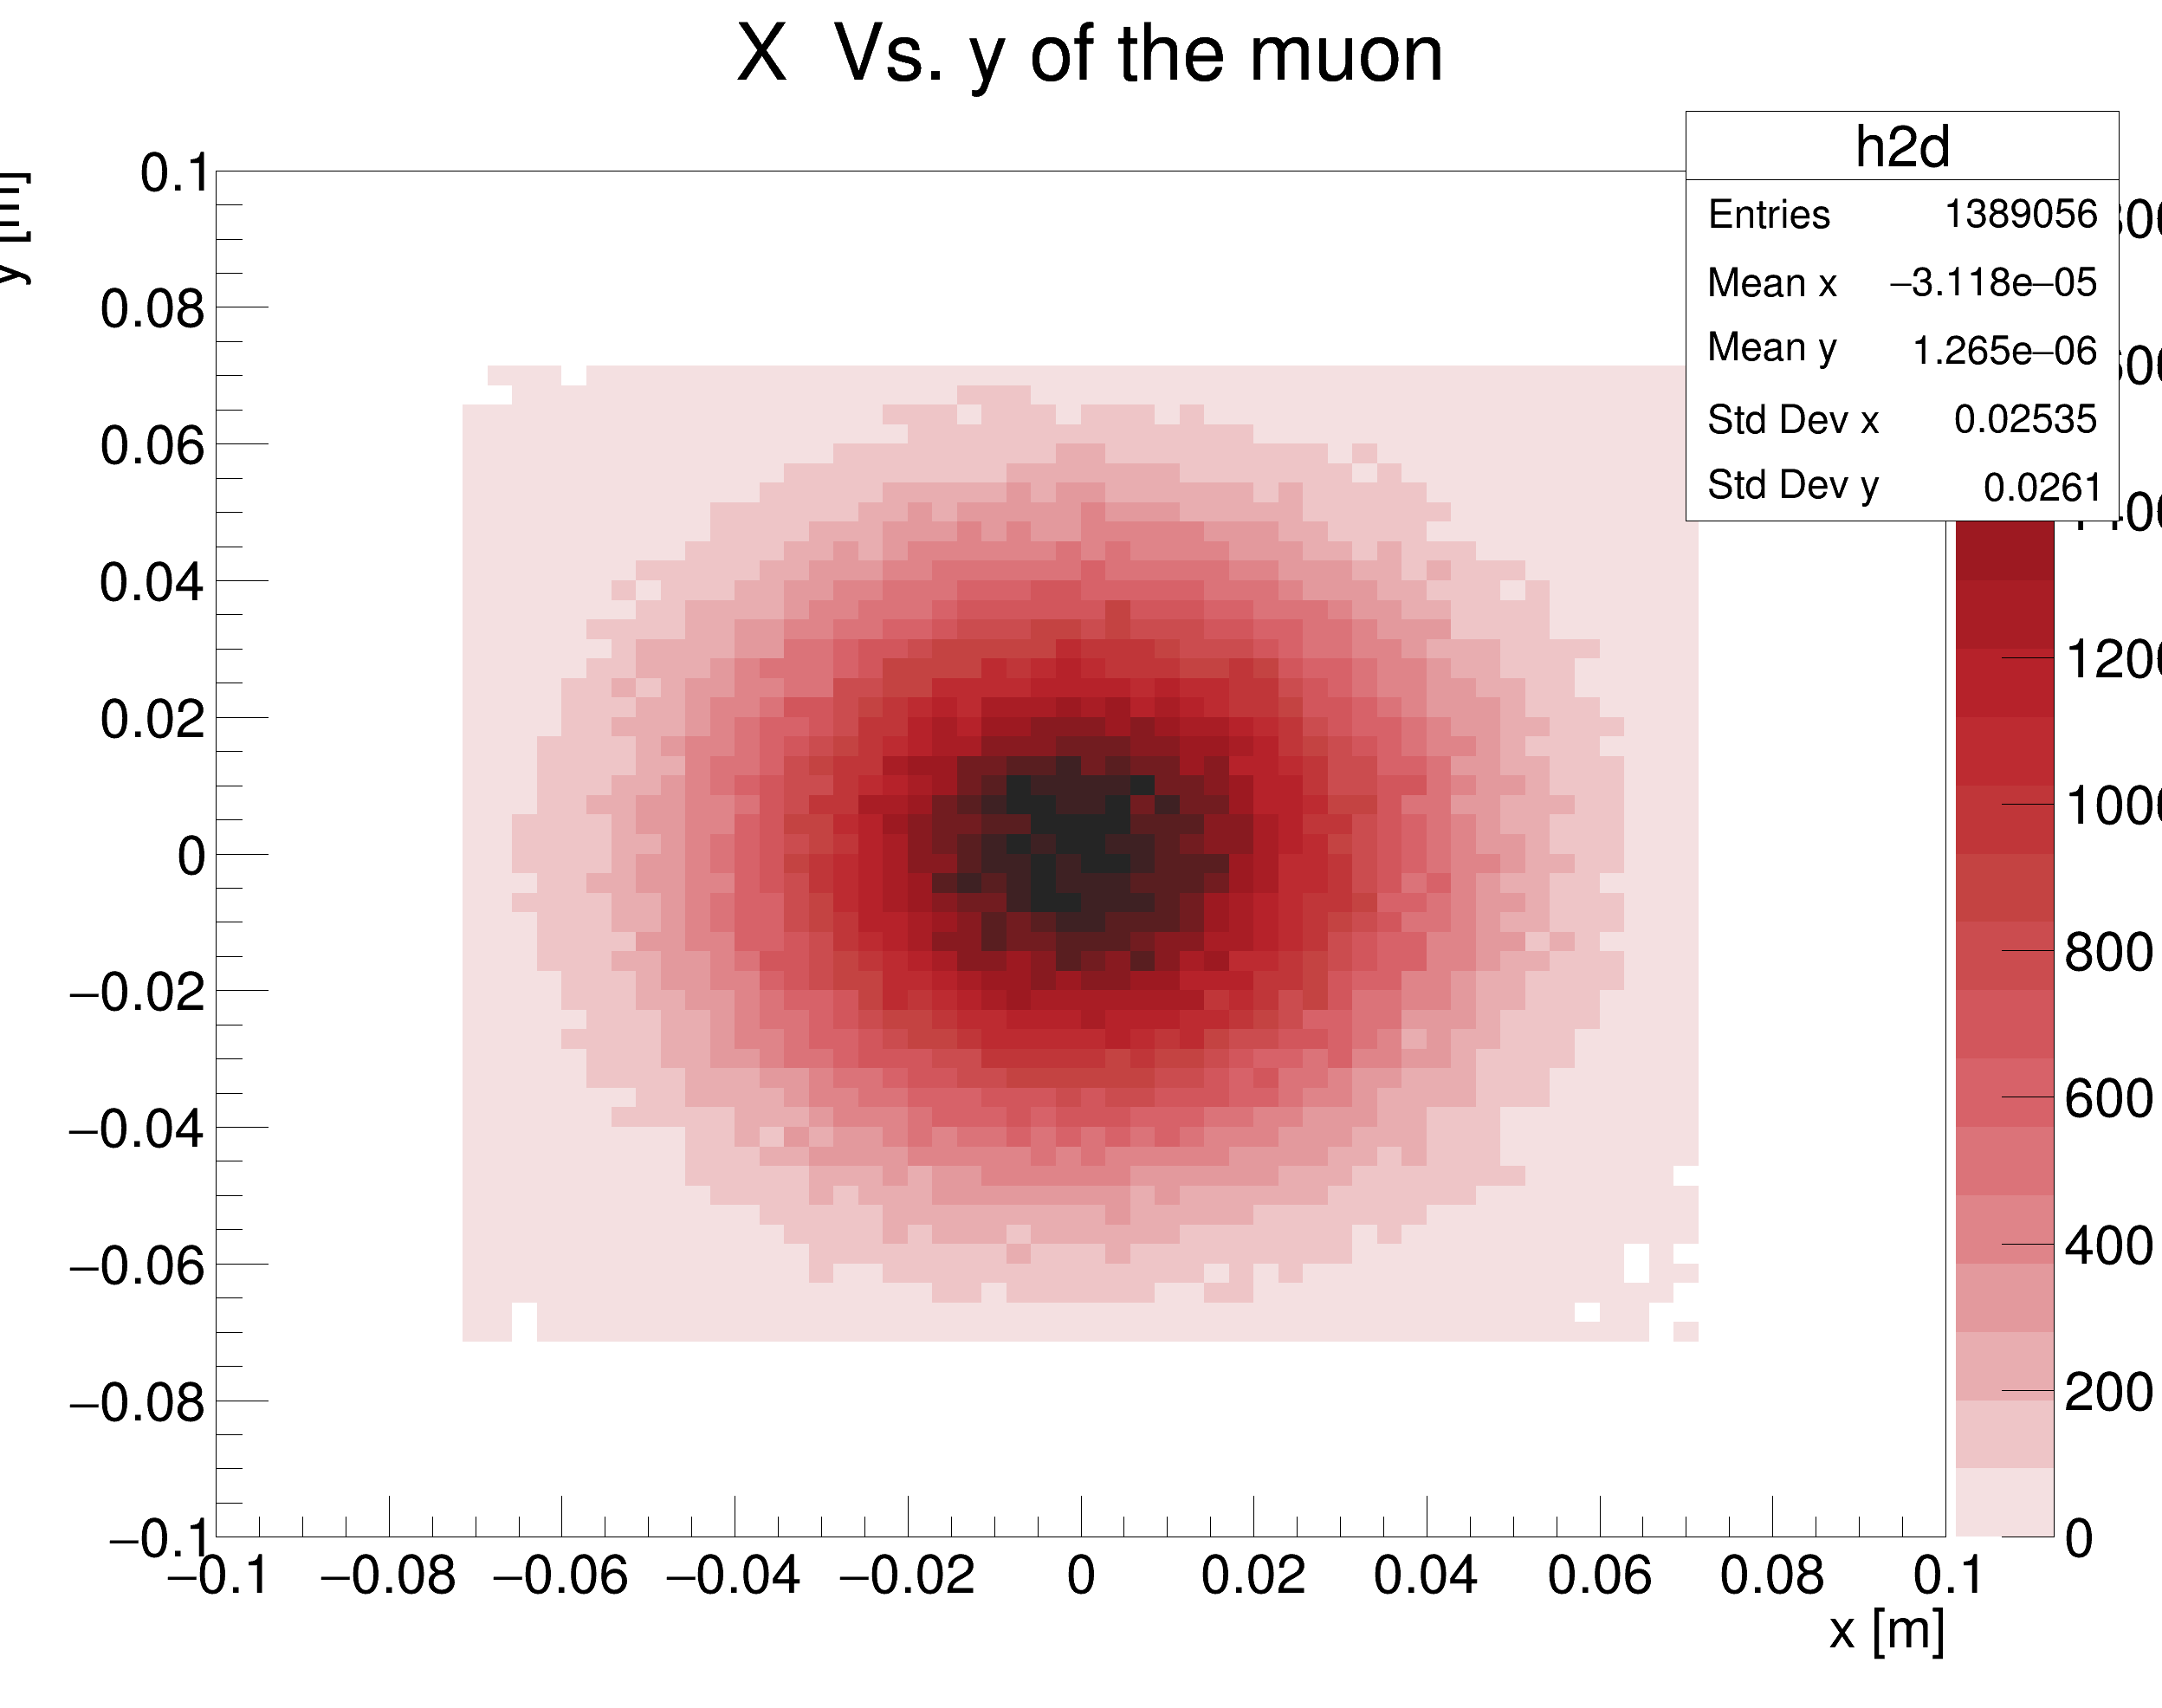 X Vs. y of the muon
y [m]
h2d
Entries 1389056
Mean x −3.118e−05
Mean y 1.265e−06
Std Dev x 0.02535
Std Dev y 0.0261
0.1
0.08
0.06
0.04
0.02
0
−0.02
−0.04
−0.06
−0.08
−0.1
−0.1 −0.08 −0.06 −0.04 −0.02 0 0.02 0.04 0.06 0.08 0.1
x [m]
1200
1000
800
600
400
200
0